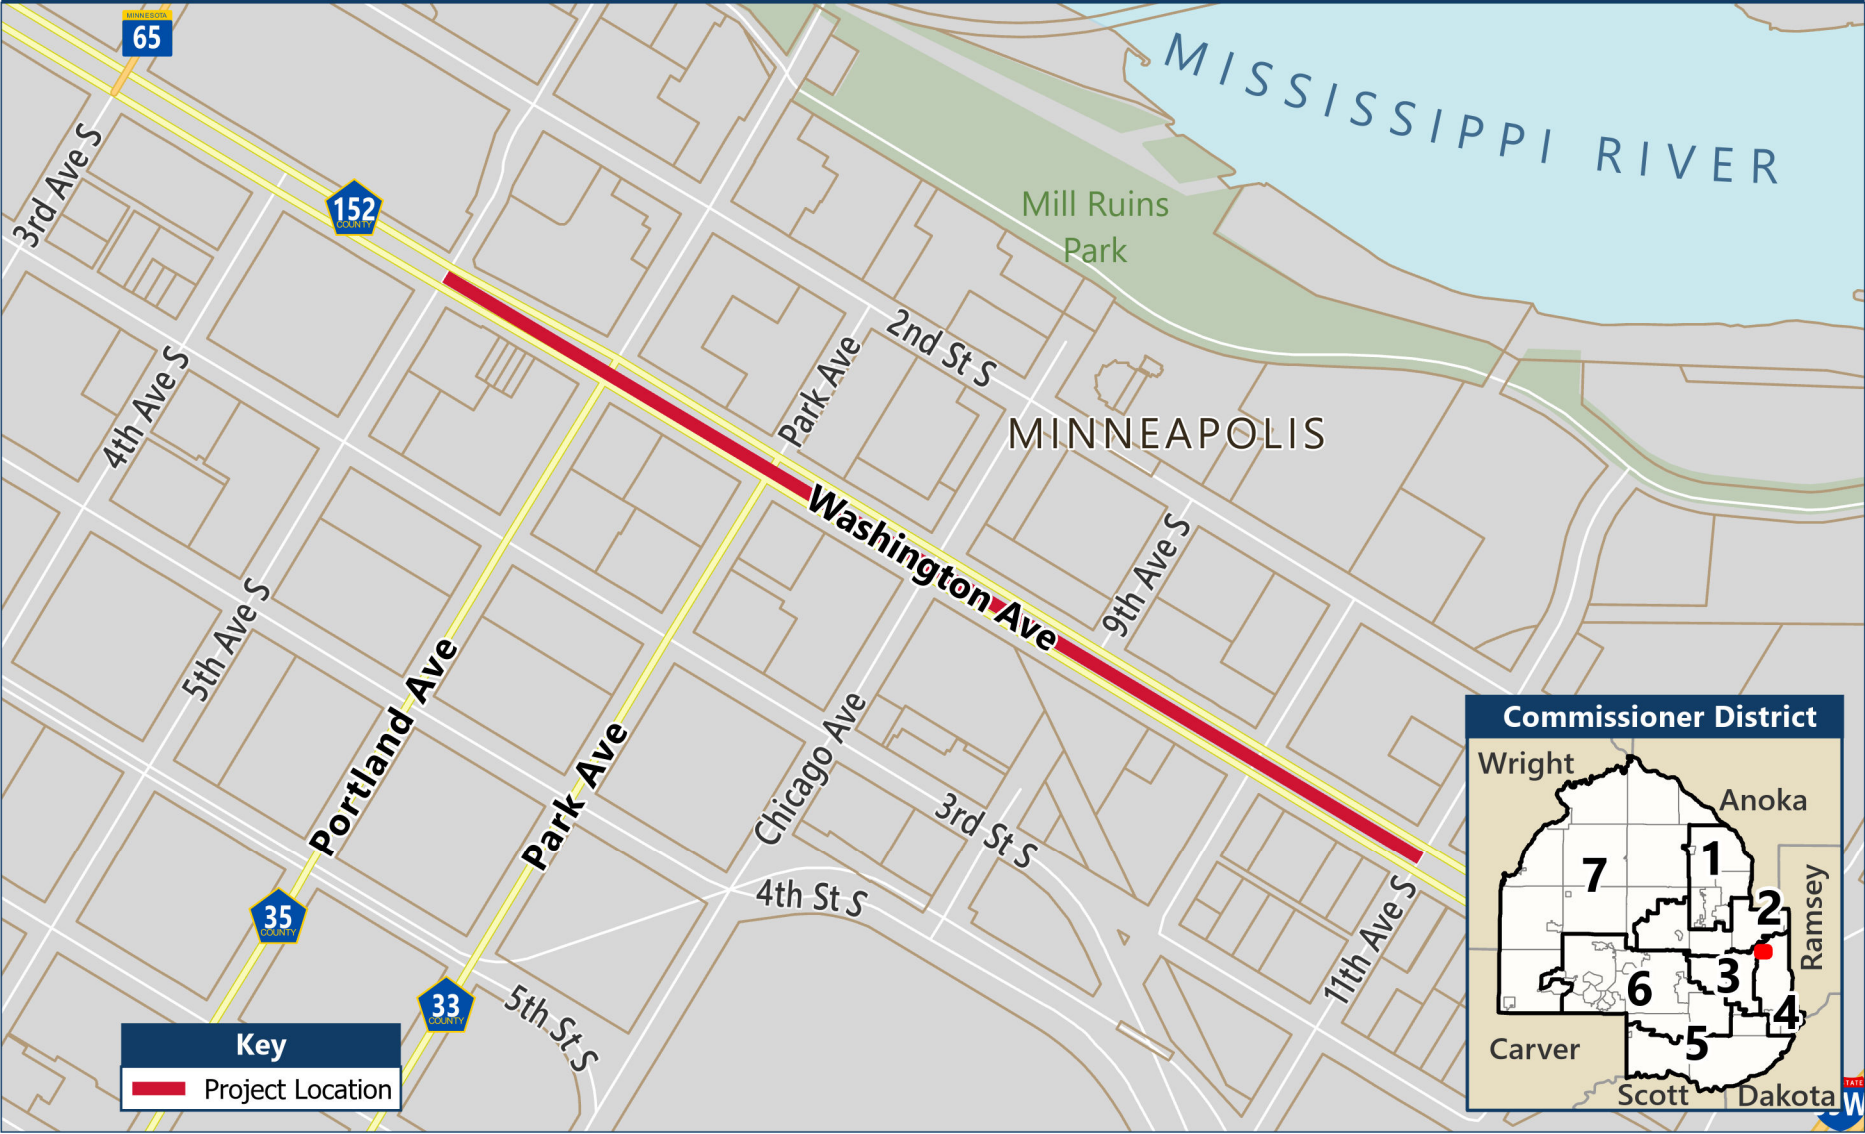 MINNESOTA
65
MISSISSIPPI RIVER
3rd Ave S
152
COUNTY
Mill Ruins
Park
2nd St S
Park Ave
4th Ave S
MINNEAPOLIS
Washington Ave
9th Ave S
5th Ave S
Portland Ave
Park Ave
Chicago Ave
3rd St S
4th St S
11th Ave S
35
COUNTY
33
COUNTY
5th St S
Key
Project Location
Commissioner District
Wright
Anoka
1
7
2
Ramsey
3
6
4
5
Carver
Scott
Dakota